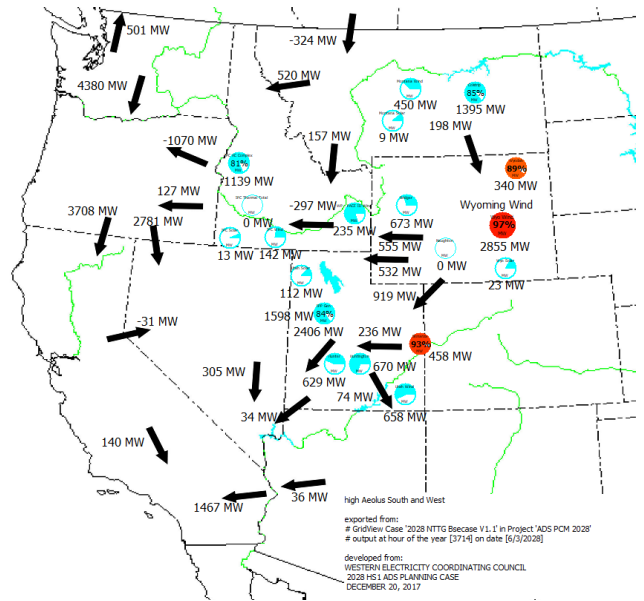 501 MW
-324 MW
4380 MW
520 MW
450 MW
85%
1395 MW
9 MW
198 MW
-1070 MW
157 MW
81%
1139 MW
89%
340 MW
127 MW
0 MW
-297 MW
235 MW
673 MW
Wyoming Wind
97%
2855 MW
3708 MW
2781 MW
13 MW
142 MW
555 MW
532 MW
0 MW
23 MW
112 MW
919 MW
1598 MW
84%
2406 MW
-31 MW
236 MW
93%
458 MW
305 MW
629 MW
670 MW
74 MW
658 MW
34 MW
140 MW
1467 MW
36 MW
high Aeolus South and West
exported from:
# GridView Case '2028 NTTG Bsecase V1.1' in Project 'ADS PCM 2028'
# output at hour of the year [3714] on date [6/3/2028]
developed from:
WESTERN ELECTRICITY COORDINATING COUNCIL
2028 HS1 ADS PLANNING CASE
DECEMBER 20, 2017